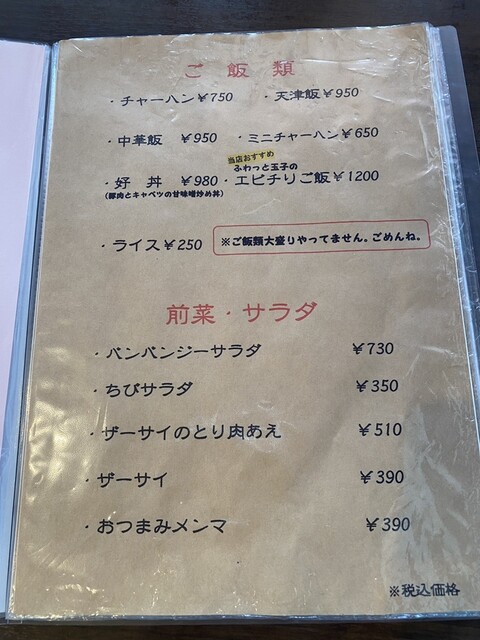 ご飯類
・チャーハン¥750 ・天津飯¥950
・中華飯 ¥950 ・ミニチャーハン¥650
当店おすすめ
ふわっと玉子の
・好丼 ¥980 ・エビチリご飯¥1200
(豚肉とキャベツの甘味噌炒め丼)
・ライス¥250 ※ご飯類大盛りやってません。ごめんね。
前菜・サラダ
・バンバンジーサラダ ¥730
・ちびサラダ ¥350
・ザーサイのとり肉あえ ¥510
・ザーサイ ¥390
・おつまみメンマ ¥390
※税込価格